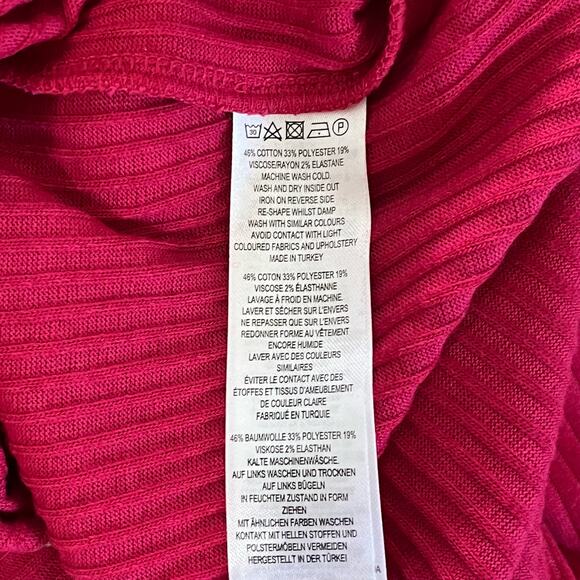 30 P
46% COTTON 33% POLYESTER 19%
VISCOSE/RAYON 2% ELASTANE
MACHINE WASH COLD.
WASH AND DRY INSIDE OUT
IRON ON REVERSE SIDE
RE-SHAPE WHILST DAMP
WASH WITH SIMILAR COLOURS
AVOID CONTACT WITH LIGHT
COLOURED FABRICS AND UPHOLSTERY
MADE IN TURKEY
46% COTON 33% POLYESTER 19%
VISCOSE 2% ÉLASTHANNE
LAVAGE À FROID EN MACHINE.
LAVER ET SÉCHER SUR L'ENVERS
NE REPASSER QUE SUR L'ENVERS
REDONNER FORME AU VÊTEMENT
ENCORE HUMIDE
LAVER AVEC DES COULEURS
SIMILAIRES
ÉVITER LE CONTACT AVEC DES
ÉTOFFES ET TISSUS D'AMEUBLEMENT
DE COULEUR CLAIRE
FABRIQUÉ EN TURQUIE
46% BAUMWOLLE 33% POLYESTER 19%
VISKOSE 2% ELASTHAN
KALTE MASCHINENWÄSCHE.
AUF LINKS WASCHEN UND TROCKNEN
AUF LINKS BÜGELN
IN FEUCHTEM ZUSTAND IN FORM
ZIEHEN
MIT ÄHNLICHEN FARBEN WASCHEN
KONTAKT MIT HELLEN STOFFEN UND
POLSTERMÖBELN VERMEIDEN
HERGESTELLT IN DER TÜRKEI